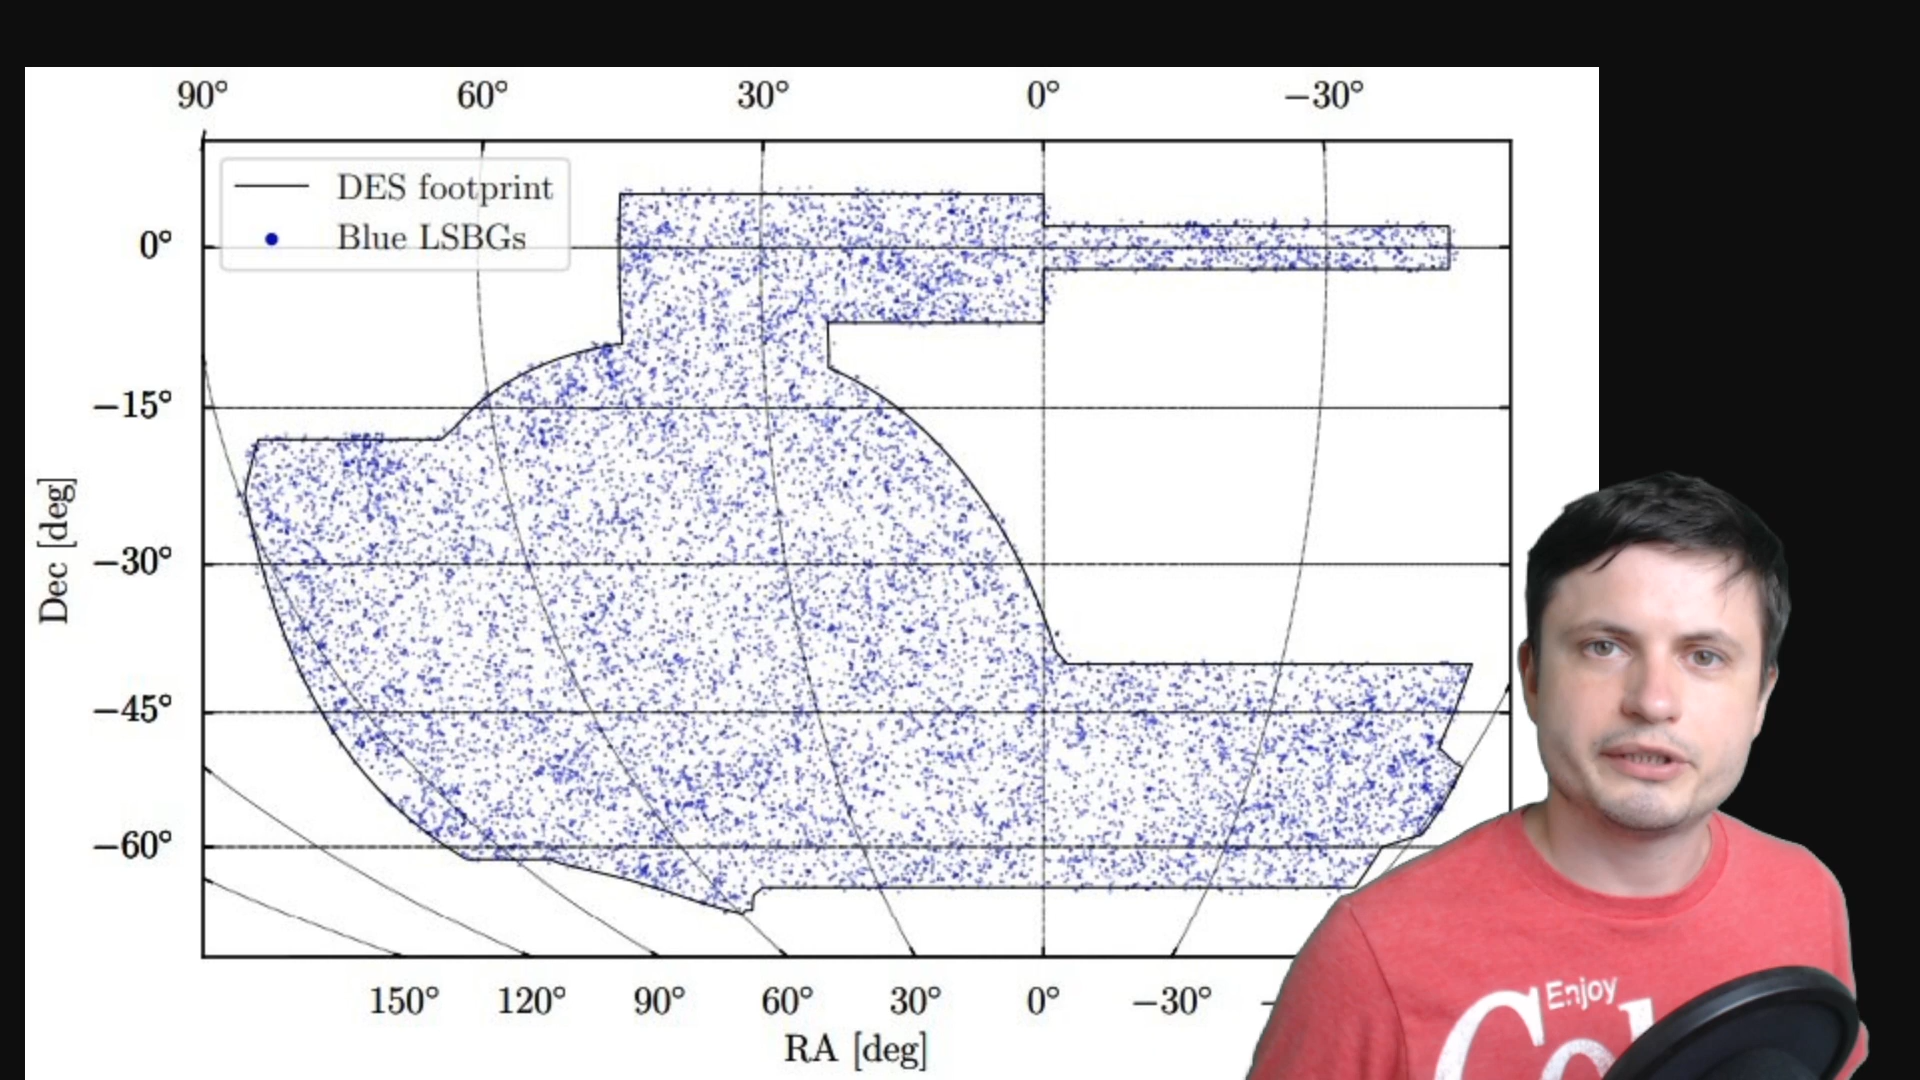 90° 60° 30° 0° −30°
DES footprint
Blue LSBGs
0°
−15°
−30°
−45°
−60°
Dec [deg]
150° 120° 90° 60° 30° 0° −30°
RA [deg]
Enjoy